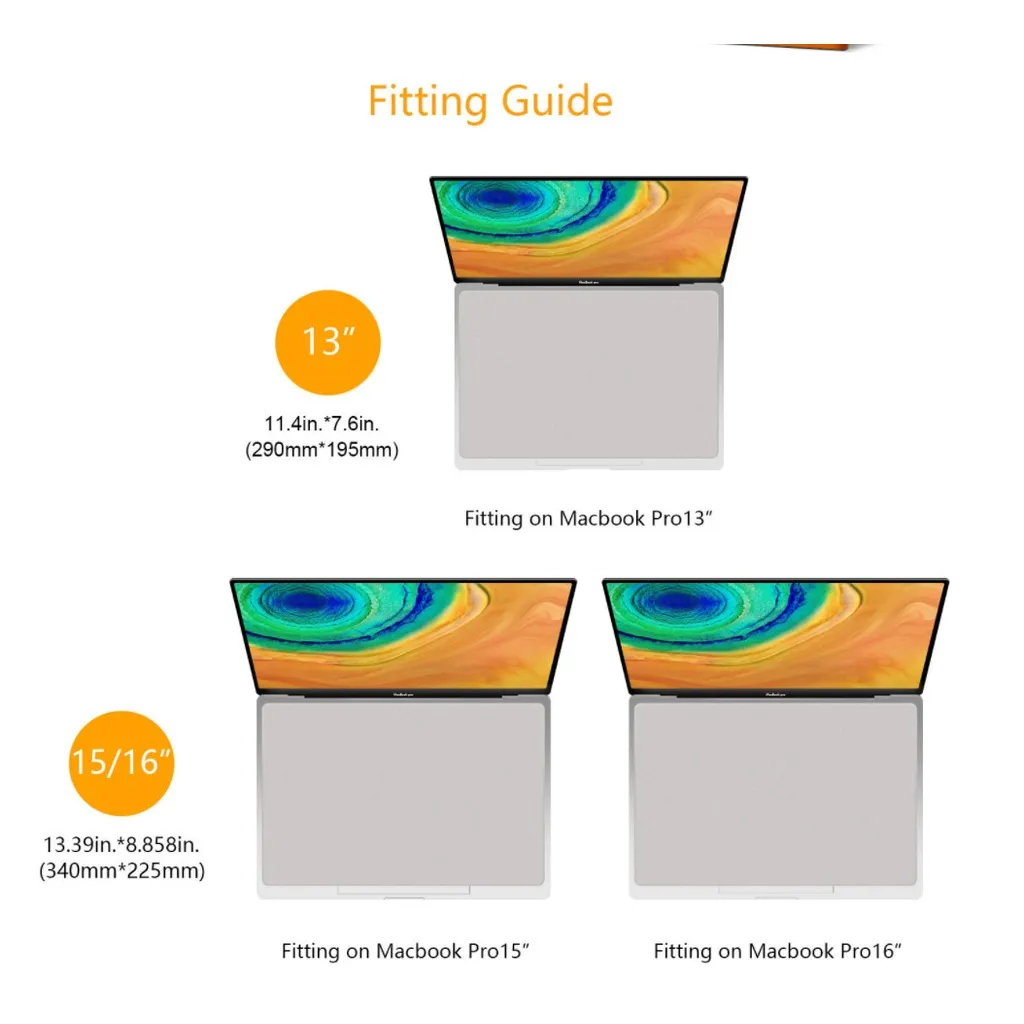 Fitting Guide
13”
11.4in.*7.6in.
(290mm*195mm)
Fitting on Macbook Pro13”
15/16”
13.39in.*8.858in.
(340mm*225mm)
Fitting on Macbook Pro15”
Fitting on Macbook Pro16”